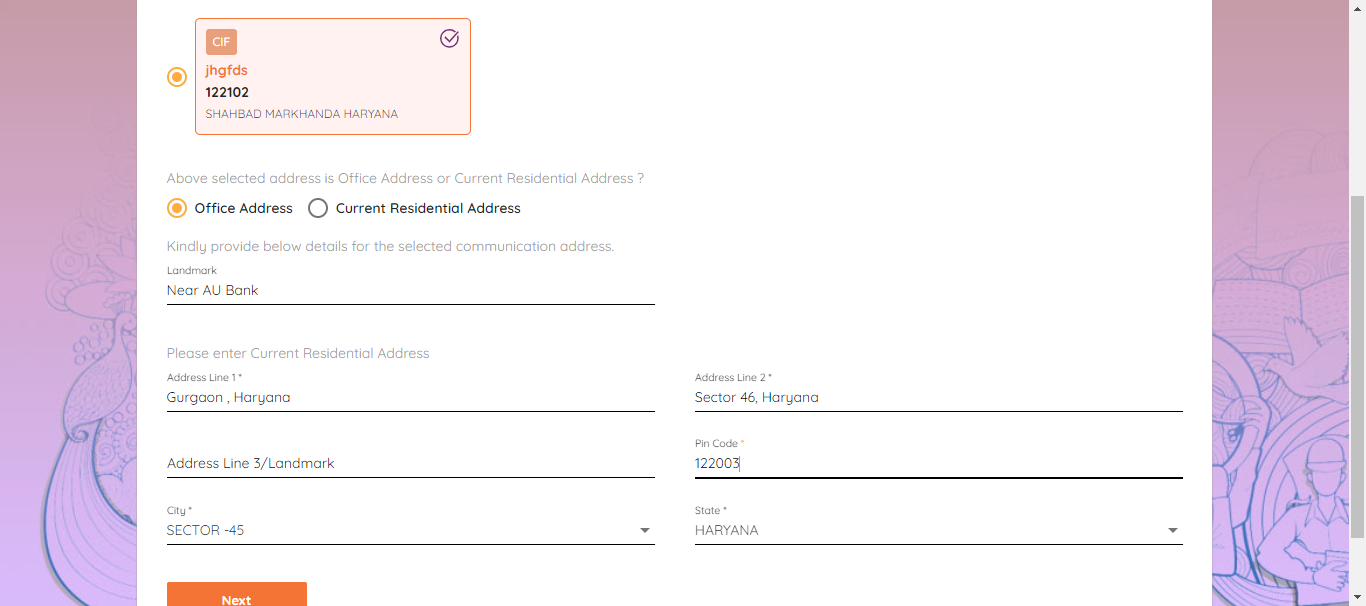 CIF
jhgfds
122102
SHAHBAD MARKHANDA HARYANA
Above selected address is Office Address or Current Residential Address ?
Office Address Current Residential Address
Kindly provide below details for the selected communication address.
Landmark
Near AU Bank
Please enter Current Residential Address
Address Line 1 * Address Line 2 *
Gurgaon , Haryana Sector 46, Haryana
Pin Code *
Address Line 3/Landmark 122003
City * State *
SECTOR -45 HARYANA
Next